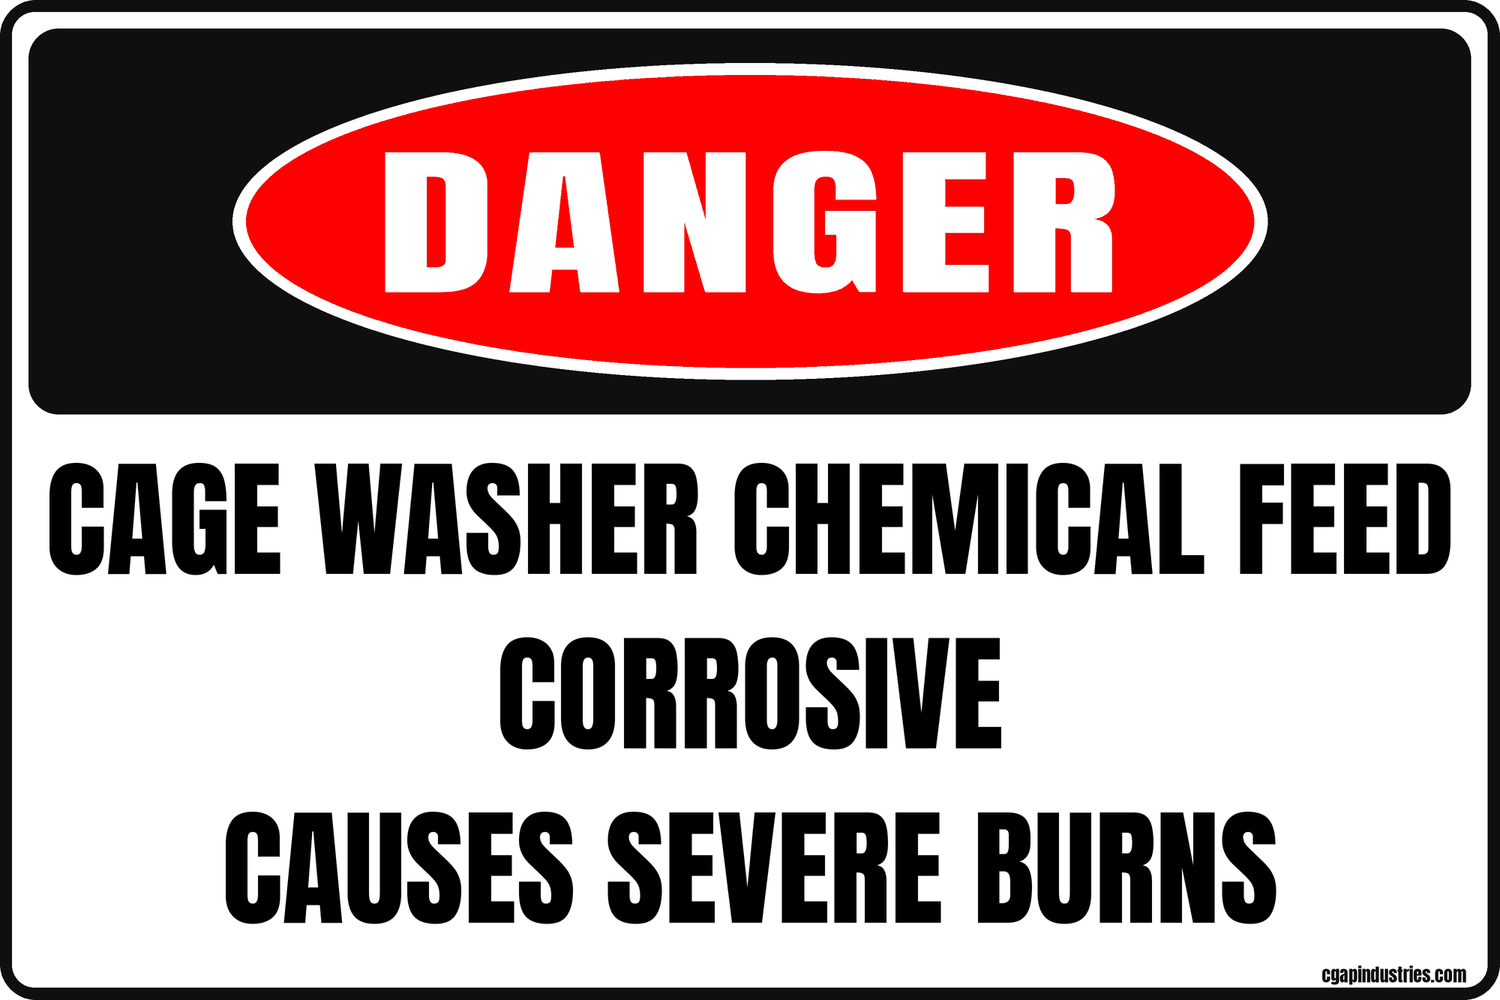 DANGER
CAGE WASHER CHEMICAL FEED
CORROSIVE
CAUSES SEVERE BURNS
cgapindustries.com